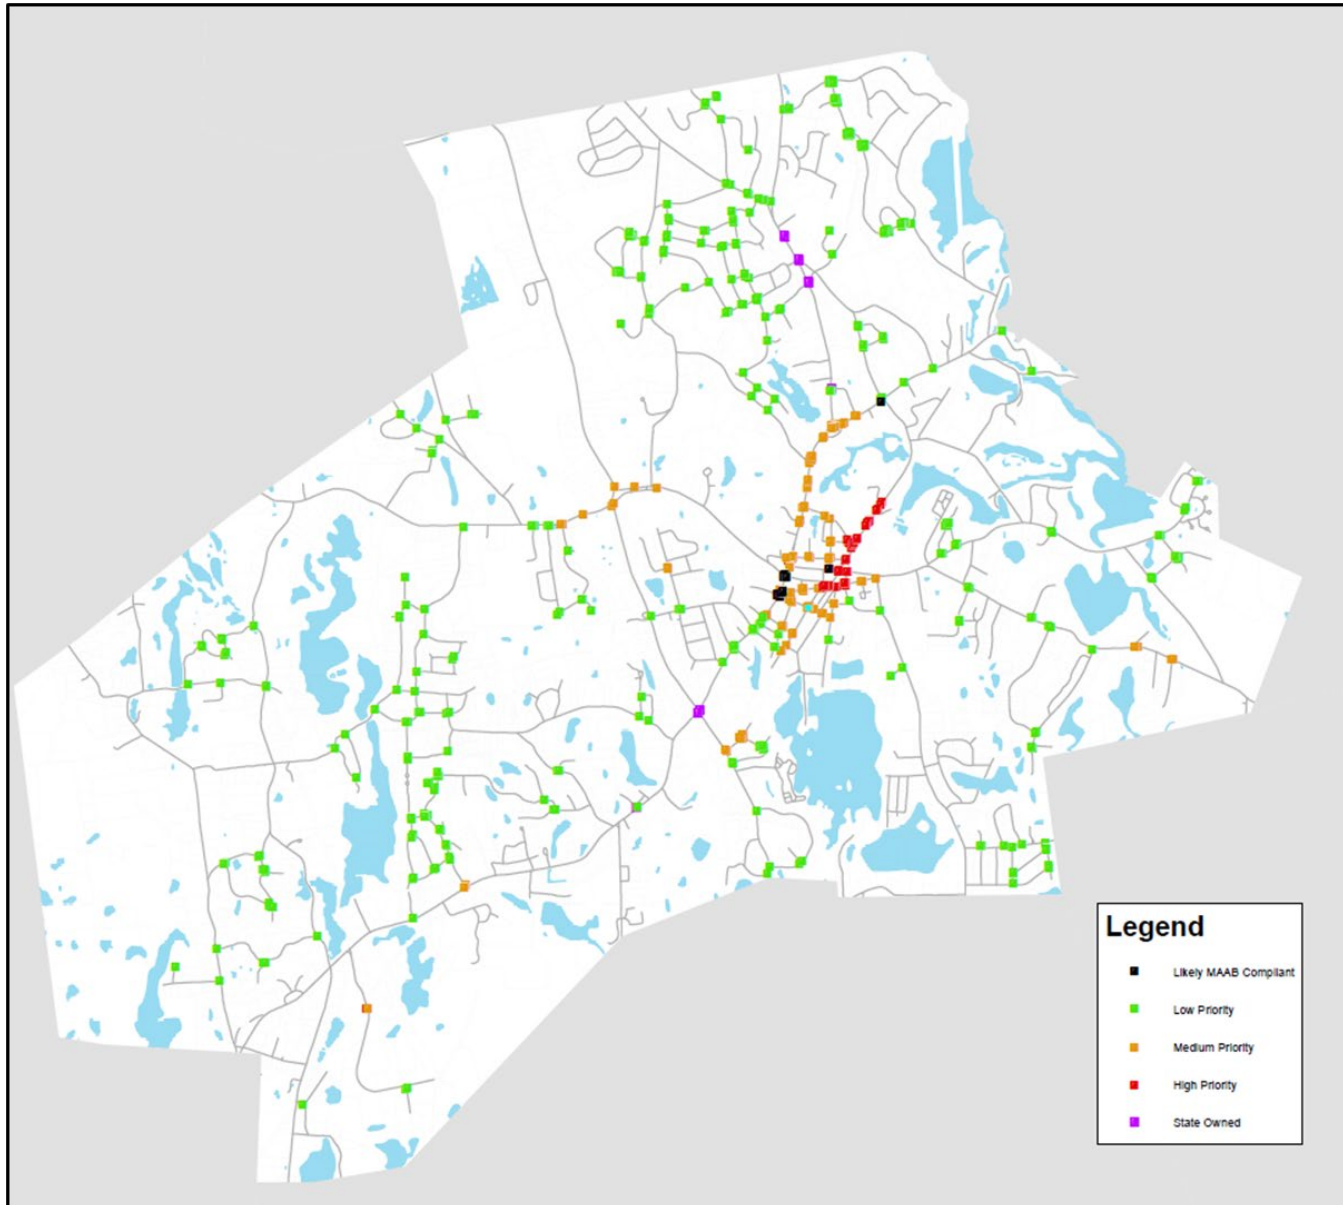 Legend
Likely MAAB Compliant
Low Priority
Medium Priority
High Priority
State Owned